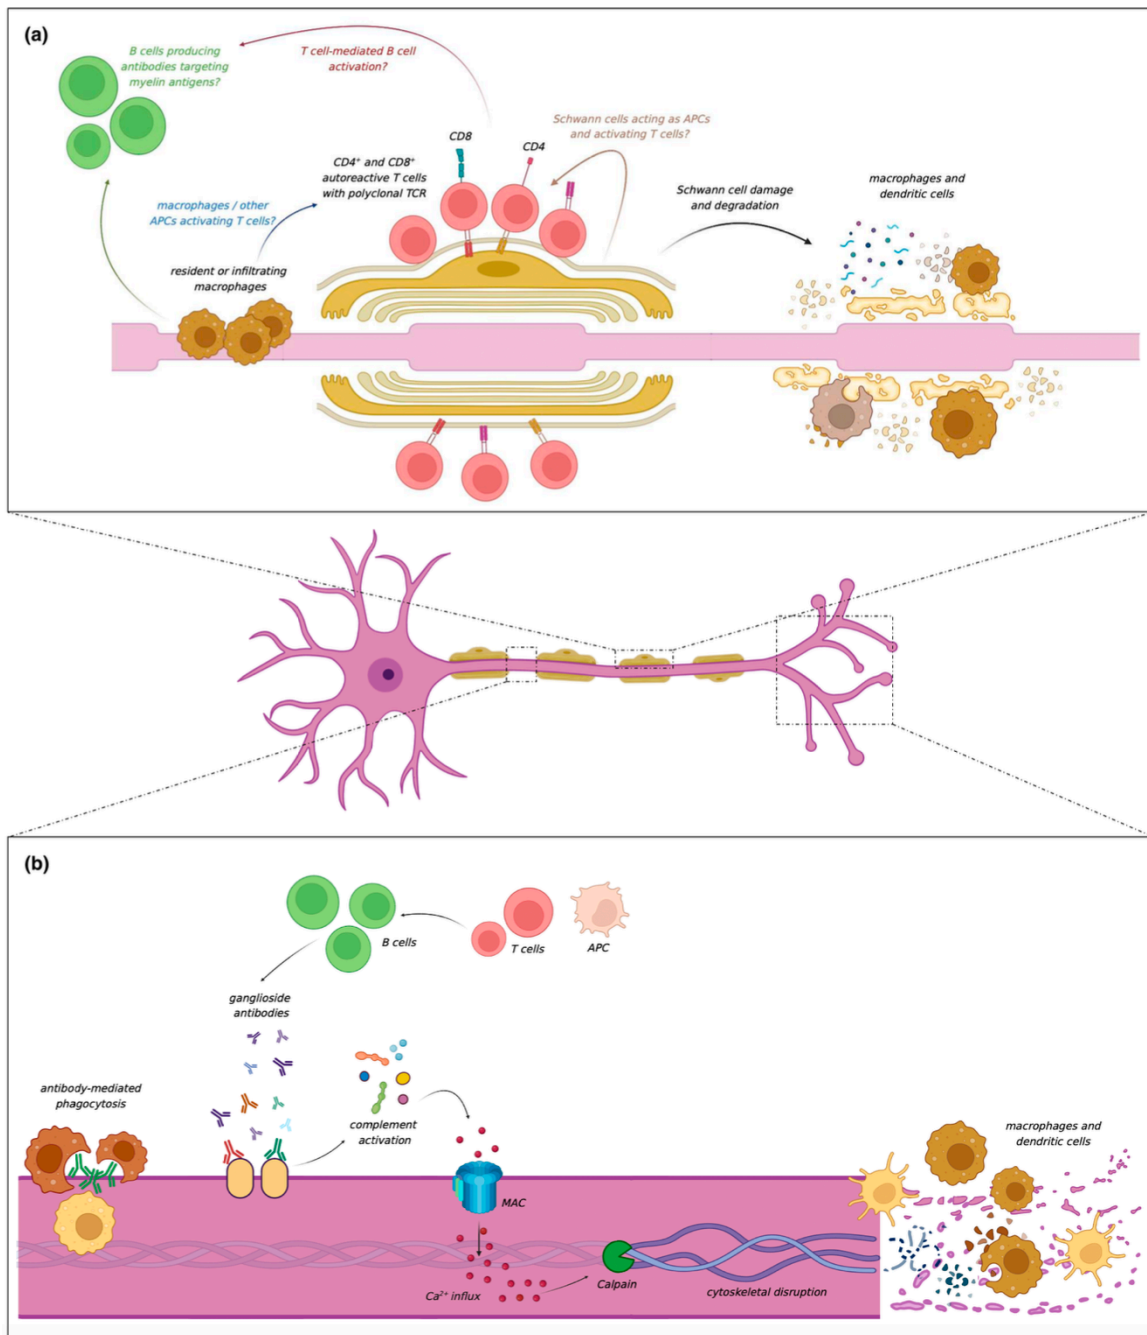 (a)
B cells producing
antibodies targeting
myelin antigens?
T cell-mediated B cell
activation?
CD8
CD4
Schwann cells acting as APCs
and activating T cells?
CD4⁺ and CD8⁺
autoreactive T cells
with polyclonal TCR
macrophages / other
APCs activating T cells?
resident or infiltrating
macrophages
Schwann cell damage
and degradation
macrophages and
dendritic cells
(b)
B cells
T cells
APC
ganglioside
antibodies
antibody-mediated
phagocytosis
complement
activation
MAC
Ca²⁺ influx
Calpain
cytoskeletal disruption
macrophages and
dendritic cells